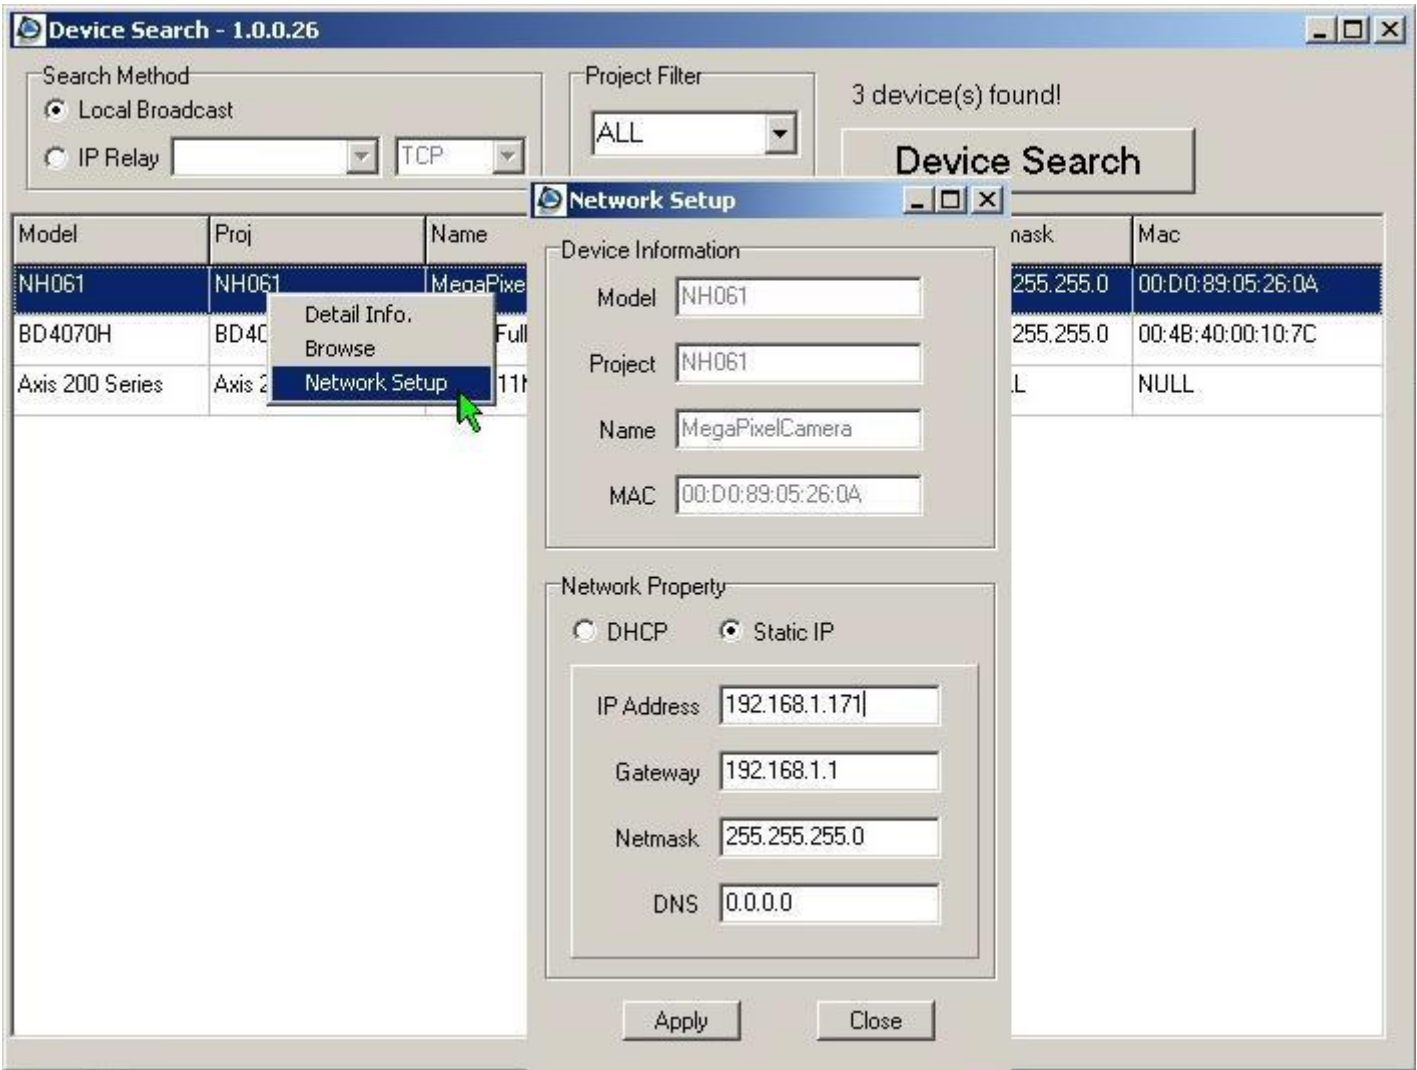 Device Search - 1.0.0.26
Search Method
Local Broadcast
IP Relay TCP
Project Filter
ALL
3 device(s) found!
Device Search
Model Proj Name Mac
NH061 NH061 255.255.0 00:D0:89:05:26:0A
BD4070H 255.255.0 00:4B:40:00:10:7C
Axis 200 Series Axis NULL
Detail Info.
Browse
Network Setup
Network Setup
Device Information
Model NH061
Project NH061
Name MegaPixelCamera
MAC 00:D0:89:05:26:0A
Network Property
DHCP Static IP
IP Address 192.168.1.171
Gateway 192.168.1.1
Netmask 255.255.255.0
DNS 0.0.0.0
Apply Close